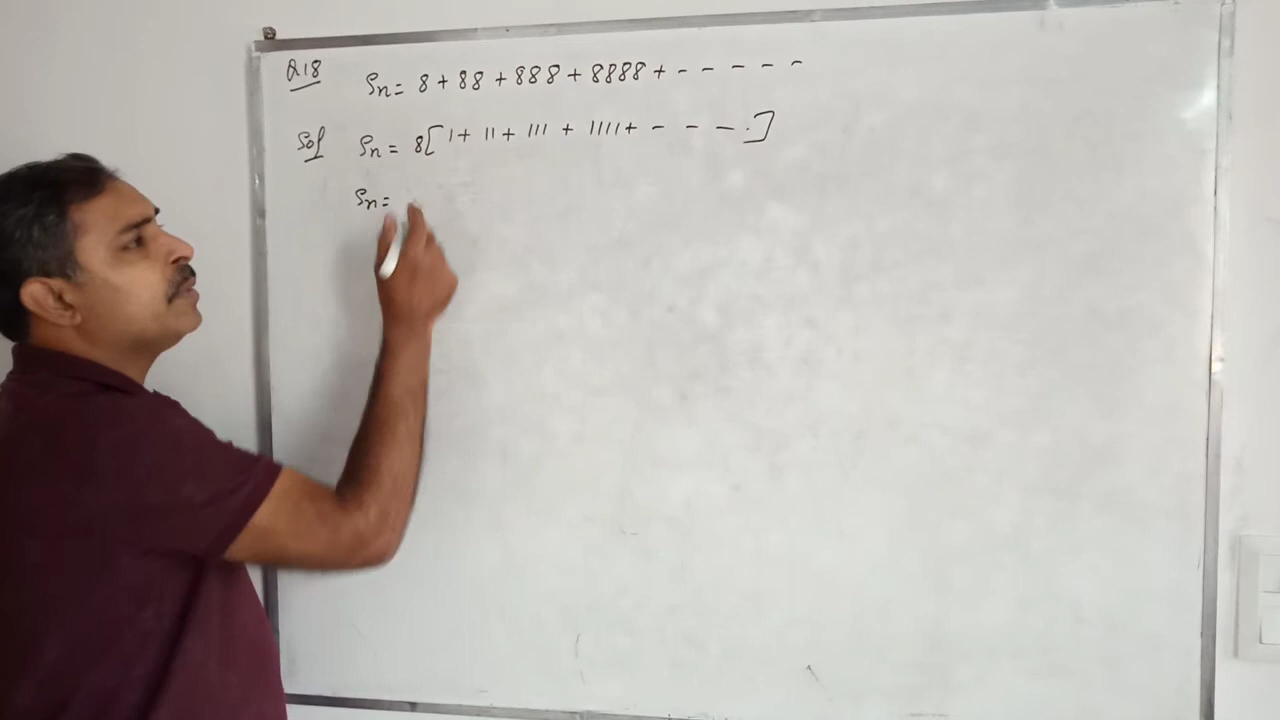 Q18 Sn = 8 + 88 + 888 + 8888 + - - - - -
Sol Sn = 8[ 1 + 11 + 111 + 1111 + - - - . ]
Sn =